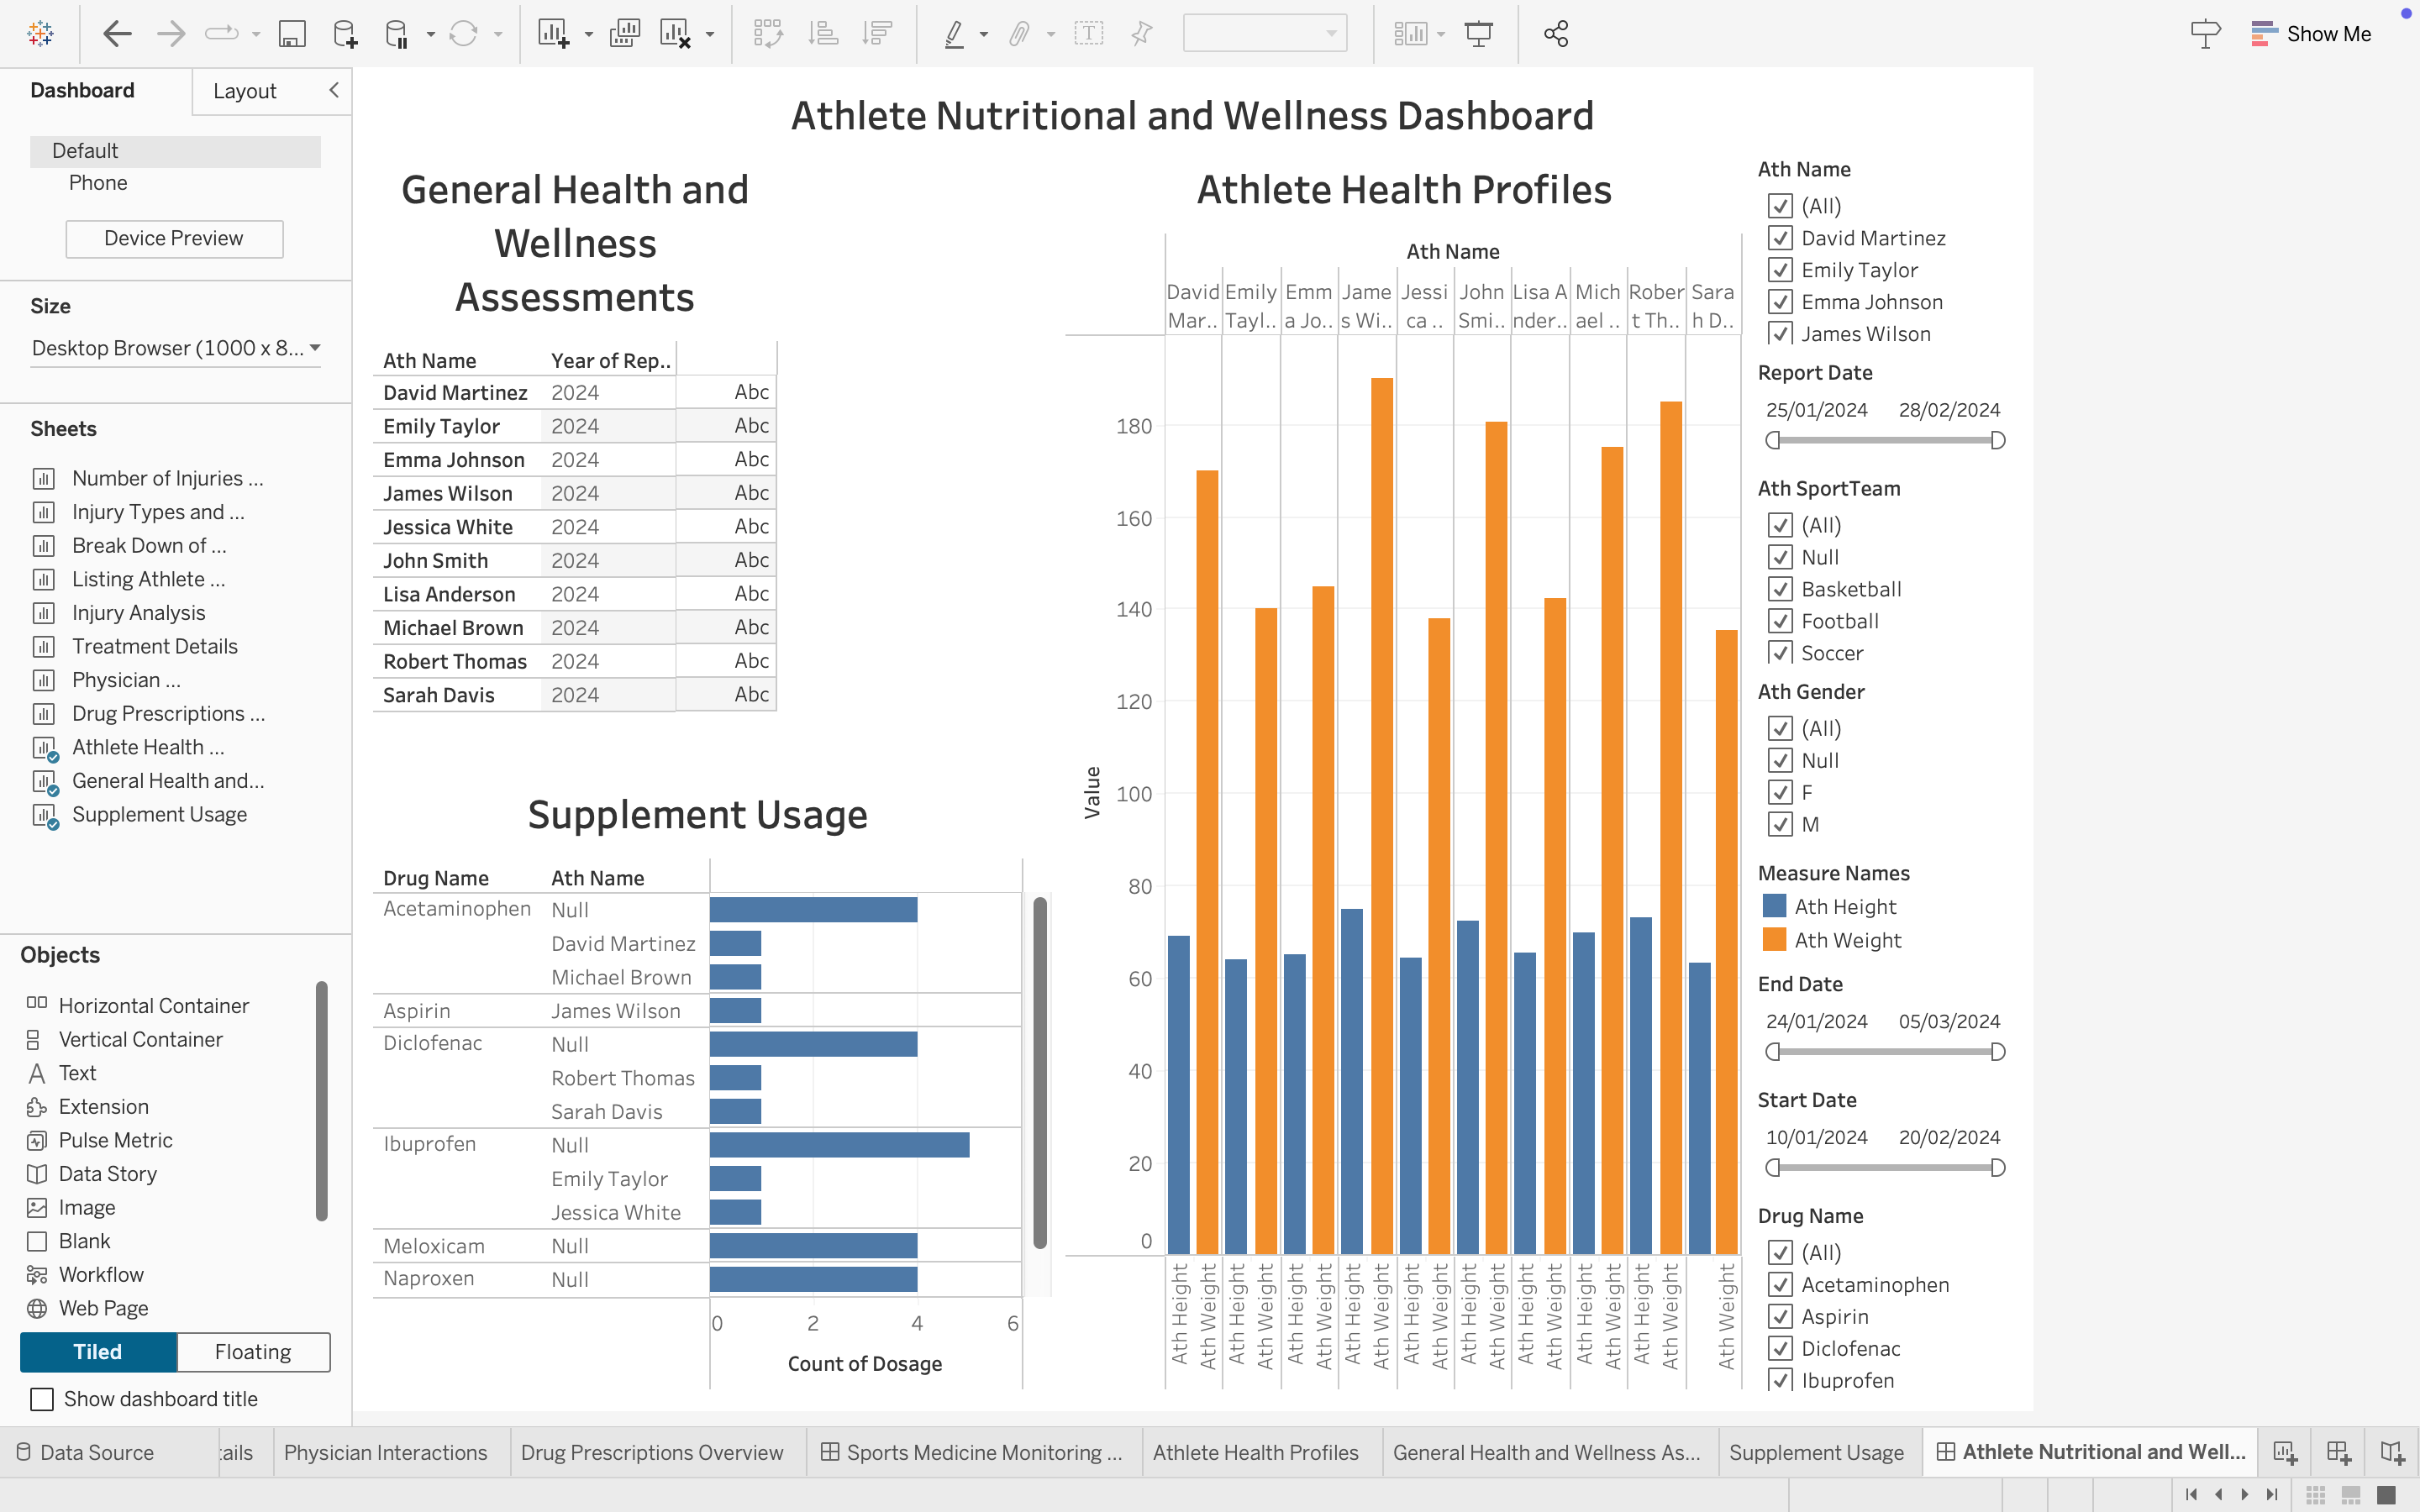 Show Me
Dashboard
Layout
Default
Phone
Device Preview
Size
Desktop Browser (1000 x 8...
Sheets
Number of Injuries ...
Injury Types and ...
Break Down of ...
Listing Athlete ...
Injury Analysis
Treatment Details
Physician ...
Drug Prescriptions ...
Athlete Health ...
General Health and...
Supplement Usage
Objects
Horizontal Container
Vertical Container
Text
Extension
Pulse Metric
Data Story
Image
Blank
Workflow
Web Page
Tiled
Floating
Show dashboard title
Athlete Nutritional and Wellness Dashboard
General Health and
Wellness
Assessments
Ath Name Year of Rep..
David Martinez 2024 Abc
Emily Taylor 2024 Abc
Emma Johnson 2024 Abc
James Wilson 2024 Abc
Jessica White 2024 Abc
John Smith 2024 Abc
Lisa Anderson 2024 Abc
Michael Brown 2024 Abc
Robert Thomas 2024 Abc
Sarah Davis 2024 Abc
Supplement Usage
Drug Name Ath Name
Acetaminophen Null
David Martinez
Michael Brown
Aspirin James Wilson
Diclofenac Null
Robert Thomas
Sarah Davis
Ibuprofen Null
Emily Taylor
Jessica White
Meloxicam Null
Naproxen Null
0 2 4 6
Count of Dosage
Athlete Health Profiles
Ath Name
David Emily Emm Jame Jessi John Lisa A Mich Rober Sara
Mar.. Tayl.. a Jo.. s Wi.. ca .. Smi.. nder.. ael .. t Th.. h D..
180
160
140
120
100
80
60
40
20
0
Value
Ath Height
Ath Weight
Ath Height
Ath Weight
Ath Height
Ath Weight
Ath Height
Ath Weight
Ath Height
Ath Weight
Ath Height
Ath Weight
Ath Height
Ath Weight
Ath Height
Ath Weight
Ath Height
Ath Weight
Ath Weight
Ath Name
(All)
David Martinez
Emily Taylor
Emma Johnson
James Wilson
Report Date
25/01/2024 28/02/2024
Ath SportTeam
(All)
Null
Basketball
Football
Soccer
Ath Gender
(All)
Null
F
M
Measure Names
Ath Height
Ath Weight
End Date
24/01/2024 05/03/2024
Start Date
10/01/2024 20/02/2024
Drug Name
(All)
Acetaminophen
Aspirin
Diclofenac
Ibuprofen
Data Source
ails
Physician Interactions
Drug Prescriptions Overview
Sports Medicine Monitoring ...
Athlete Health Profiles
General Health and Wellness As...
Supplement Usage
Athlete Nutritional and Well...